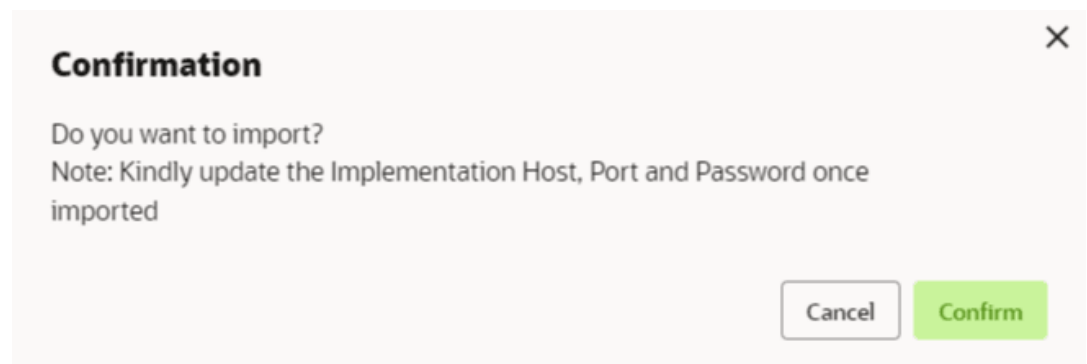 Confirmation
Do you want to import?
Note: Kindly update the Implementation Host, Port and Password once
imported
Cancel
Confirm